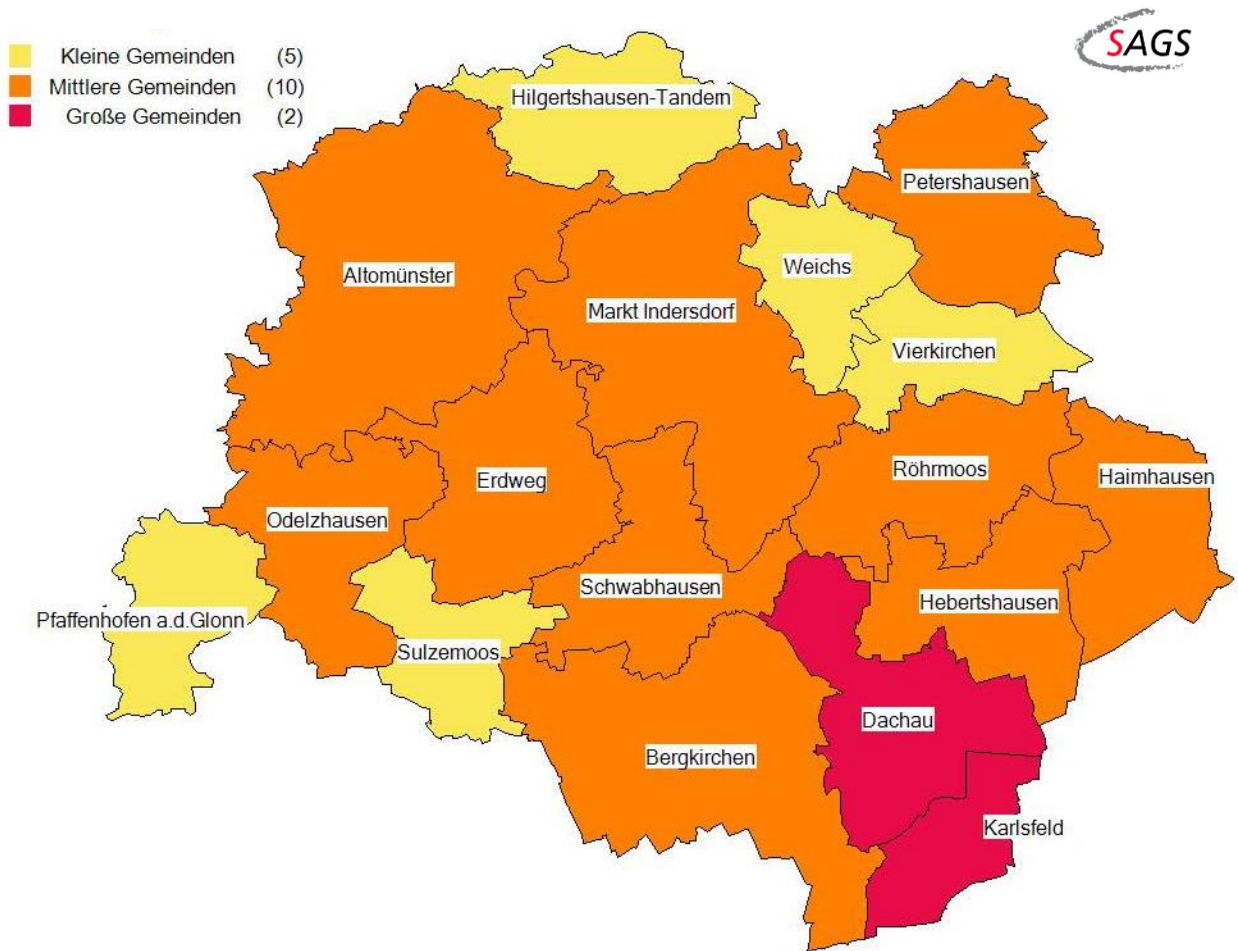 SAGS
Kleine Gemeinden (5)
Mittlere Gemeinden (10)
Große Gemeinden (2)
Hilgertshausen-Tandern
Petershausen
Weichs
Altomünster
Markt Indersdorf
Vierkirchen
Röhrmoos
Haimhausen
Erdweg
Odelzhausen
Schwabhausen
Hebertshausen
Pfaffenhofen a.d.Glonn
Sulzemoos
Dachau
Bergkirchen
Karlsfeld